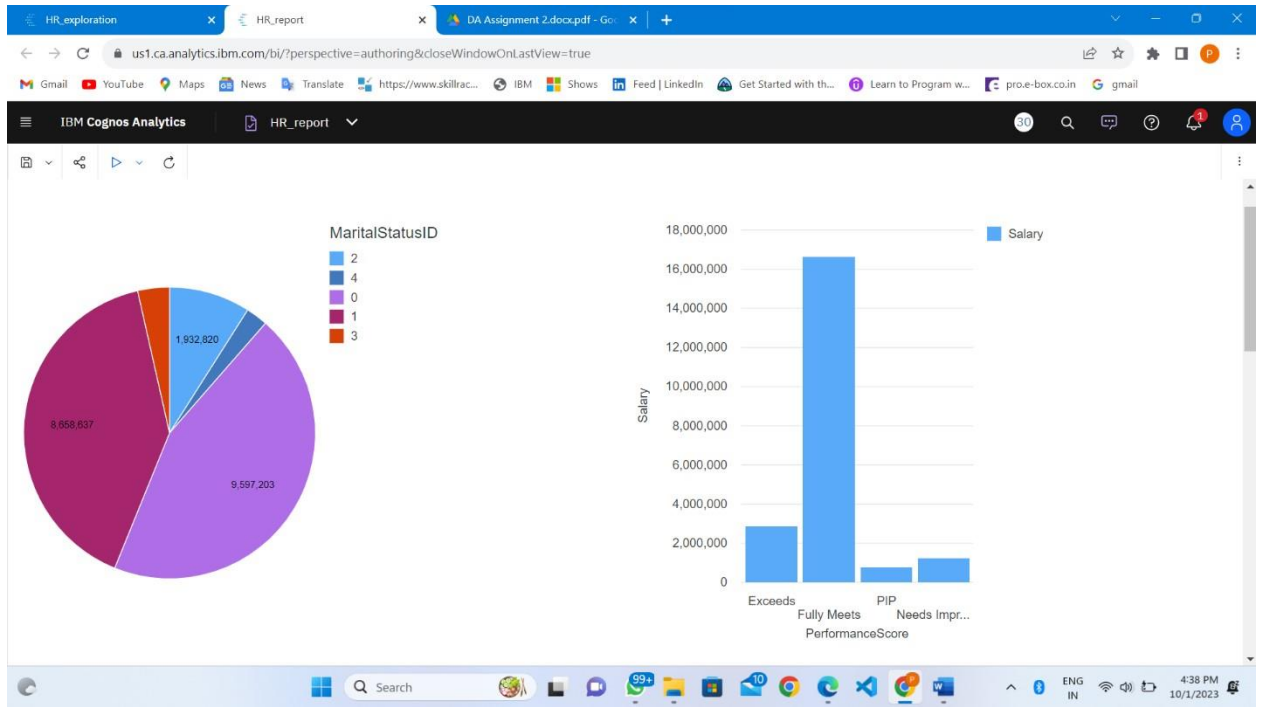 HR_exploration
HR_report
DA Assignment 2.docx.pdf - Goo
us1.ca.analytics.ibm.com/bi/?perspective=authoring&closeWindowOnLastView=true
P
Gmail YouTube Maps News Translate https://www.skillrac... IBM Shows Feed | LinkedIn Get Started with th... Learn to Program w... pro.e-box.co.in gmail
IBM Cognos Analytics HR_report 30 1
MaritalStatusID
2
4
0
1
3
1,932,820
8,658,637
9,597,203
18,000,000
16,000,000
14,000,000
12,000,000
10,000,000
8,000,000
6,000,000
4,000,000
2,000,000
0
Salary
Salary
Exceeds PIP
Fully Meets Needs Impr...
PerformanceScore
Search 99+ 10 ENG 4:38 PM
IN 10/1/2023